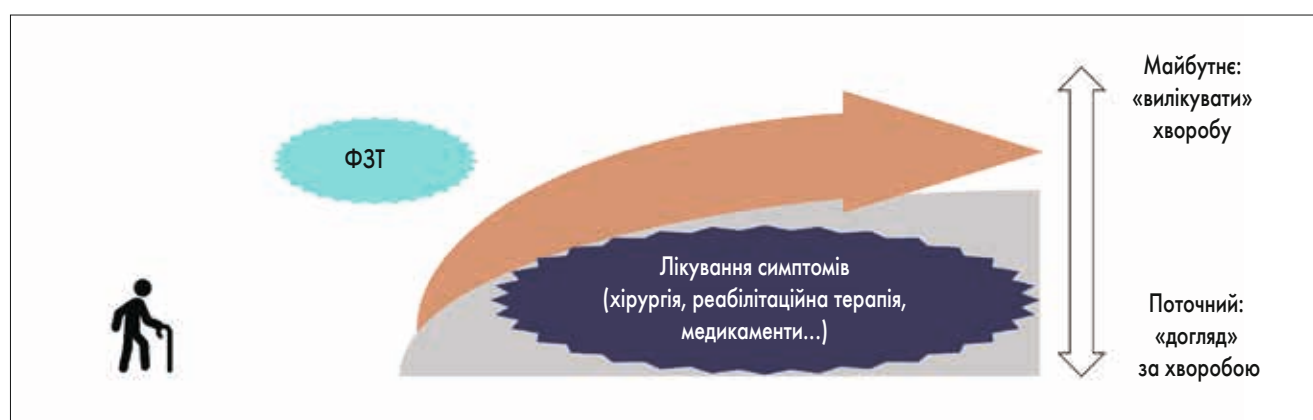 ФЗТ
Лікування симптомів
(хірургія, реабілітаційна терапія,
медикаменти...)
Майбутнє:
«вилікувати»
хворобу
Поточний:
«догляд»
за хворобою